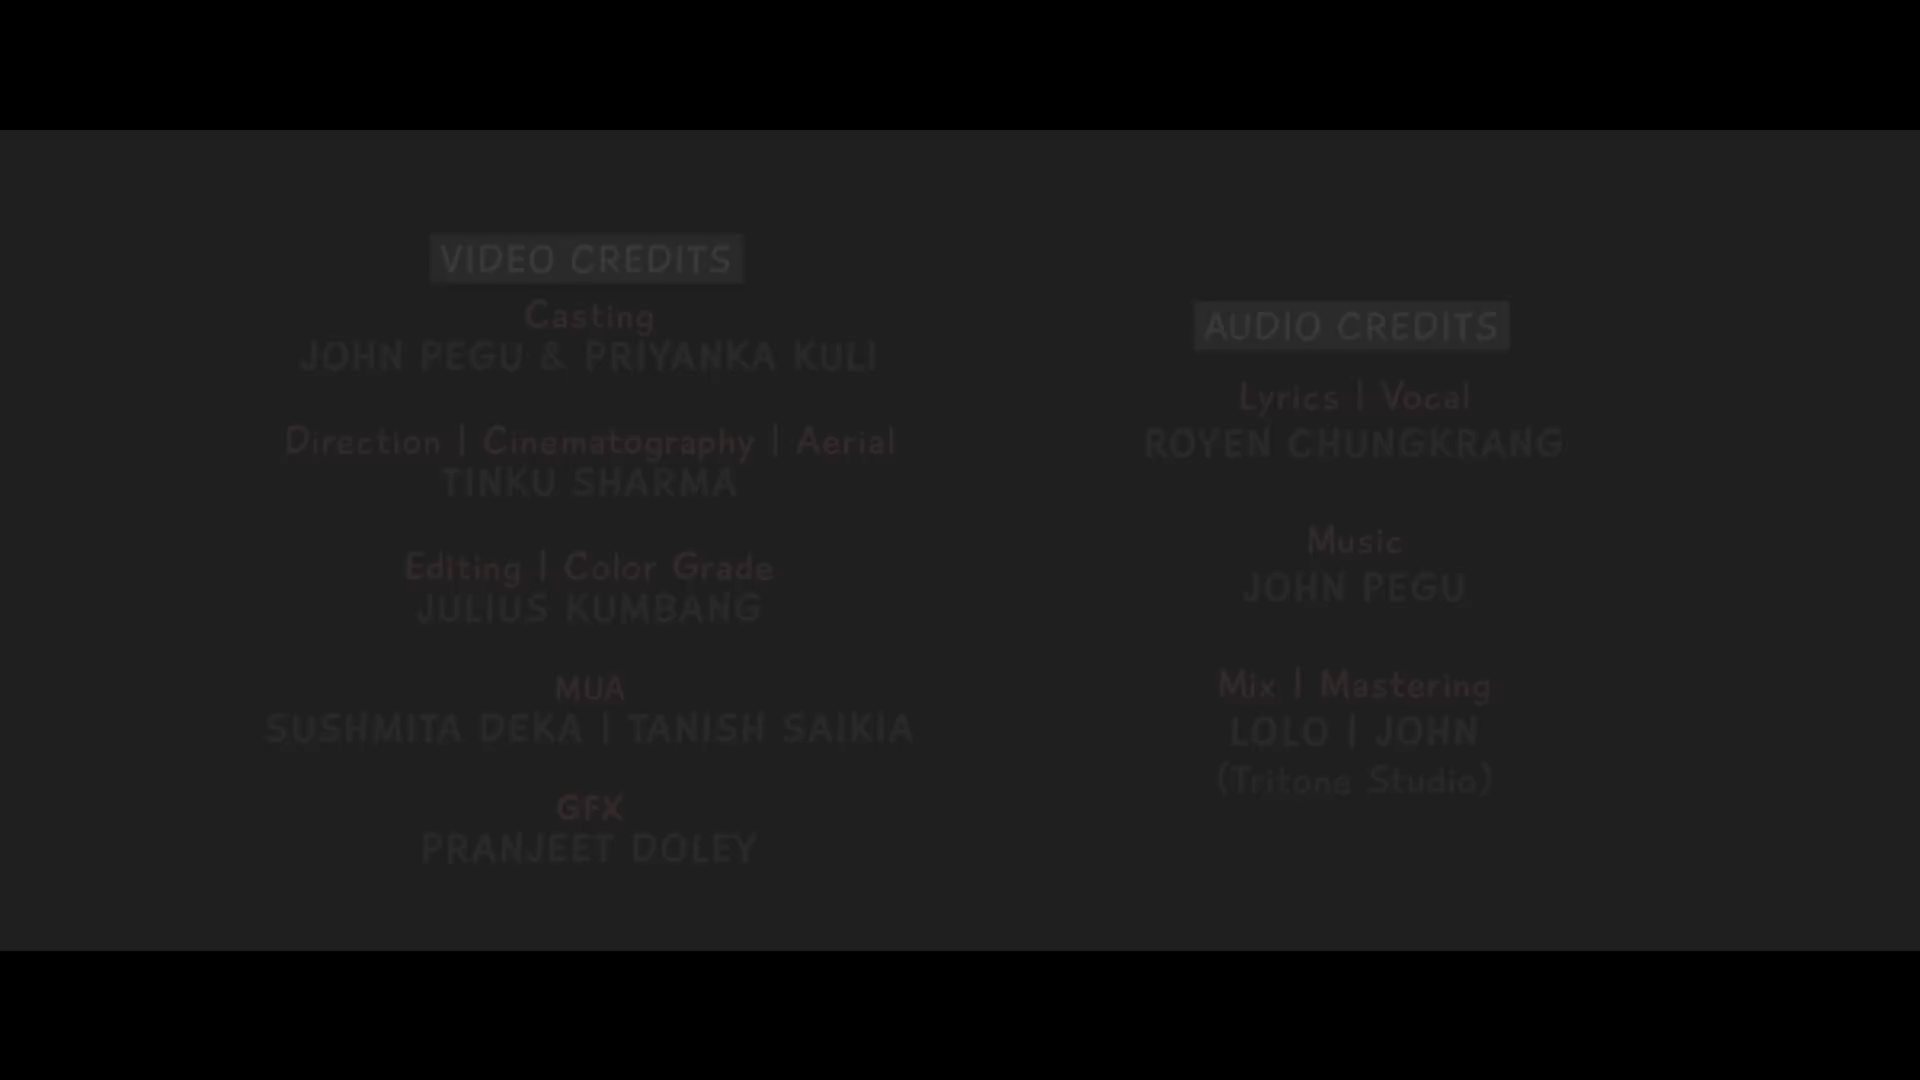 VIDEO CREDITS
Casting
JOHN PEGU & PRIYANKA KULI
Direction | Cinematography | Aerial
TINKU SHARMA
Editing | Color Grade
JULIUS KUMBANG
MUA
SUSHMITA DEKA | TANISH SAIKIA
GFX
PRANJEET DOLEY
AUDIO CREDITS
Lyrics | Vocal
ROYEN CHUNGKRANG
Music
JOHN PEGU
Mix | Mastering
LOLO | JOHN
(Tritone Studio)